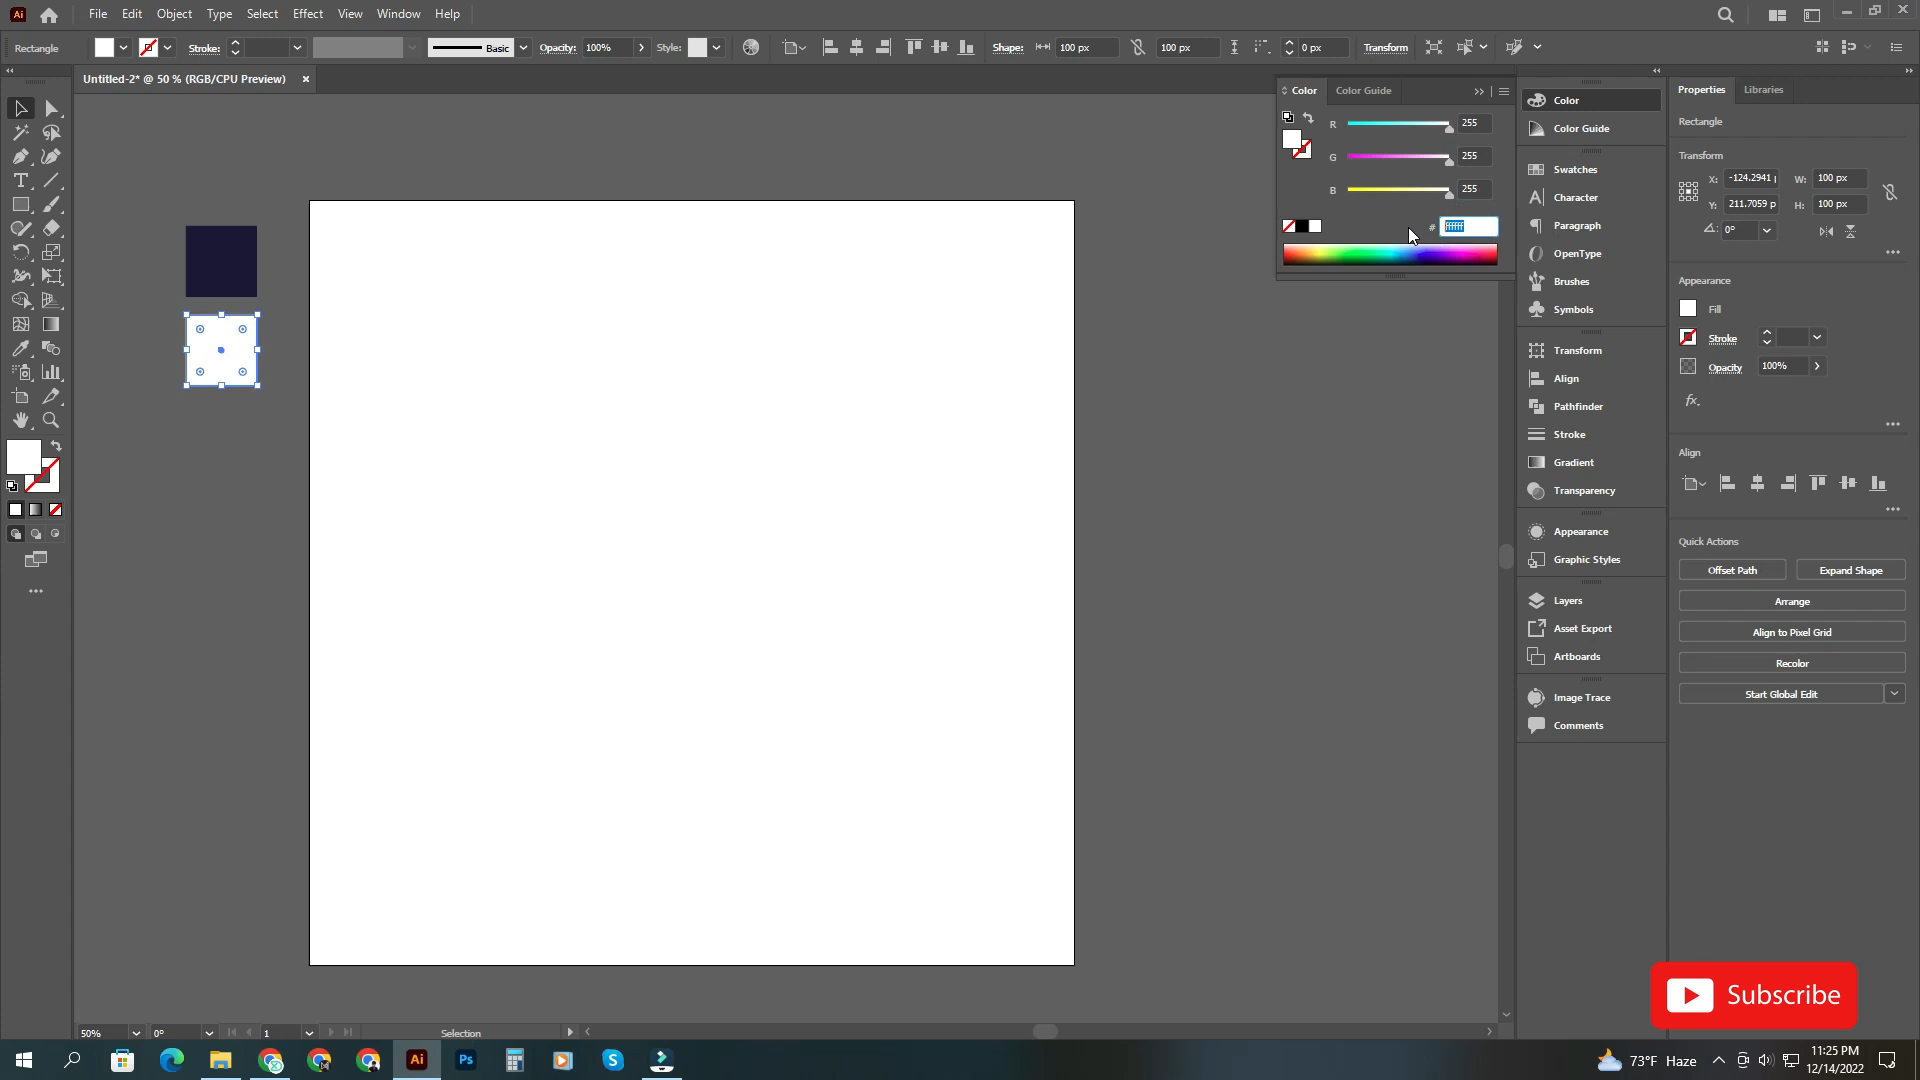 Ai File Edit Object Type Select Effect View Window Help
Rectangle Stroke: Basic Opacity: 100% Style: Shape: 100 px 100 px 0 px Transform
Untitled-2* @ 50 % (RGB/CPU Preview) ×
Color Color Guide
R 255
G 255
B 255
# ffffff
Color
Color Guide
Swatches
Character
Paragraph
OpenType
Brushes
Symbols
Transform
Align
Pathfinder
Stroke
Gradient
Transparency
Appearance
Graphic Styles
Layers
Asset Export
Artboards
Image Trace
Comments
Properties Libraries
Rectangle
Transform
X: -124.2941 W: 100 px
Y: 211.7059 p H: 100 px
0°
Appearance
Fill
Stroke
Opacity 100%
fx.
Align
Quick Actions
Offset Path Expand Shape
Arrange
Align to Pixel Grid
Recolor
Start Global Edit
Subscribe
50% 0° 1 Selection
Ai Ps S 73°F Haze 11:25 PM
12/14/2022